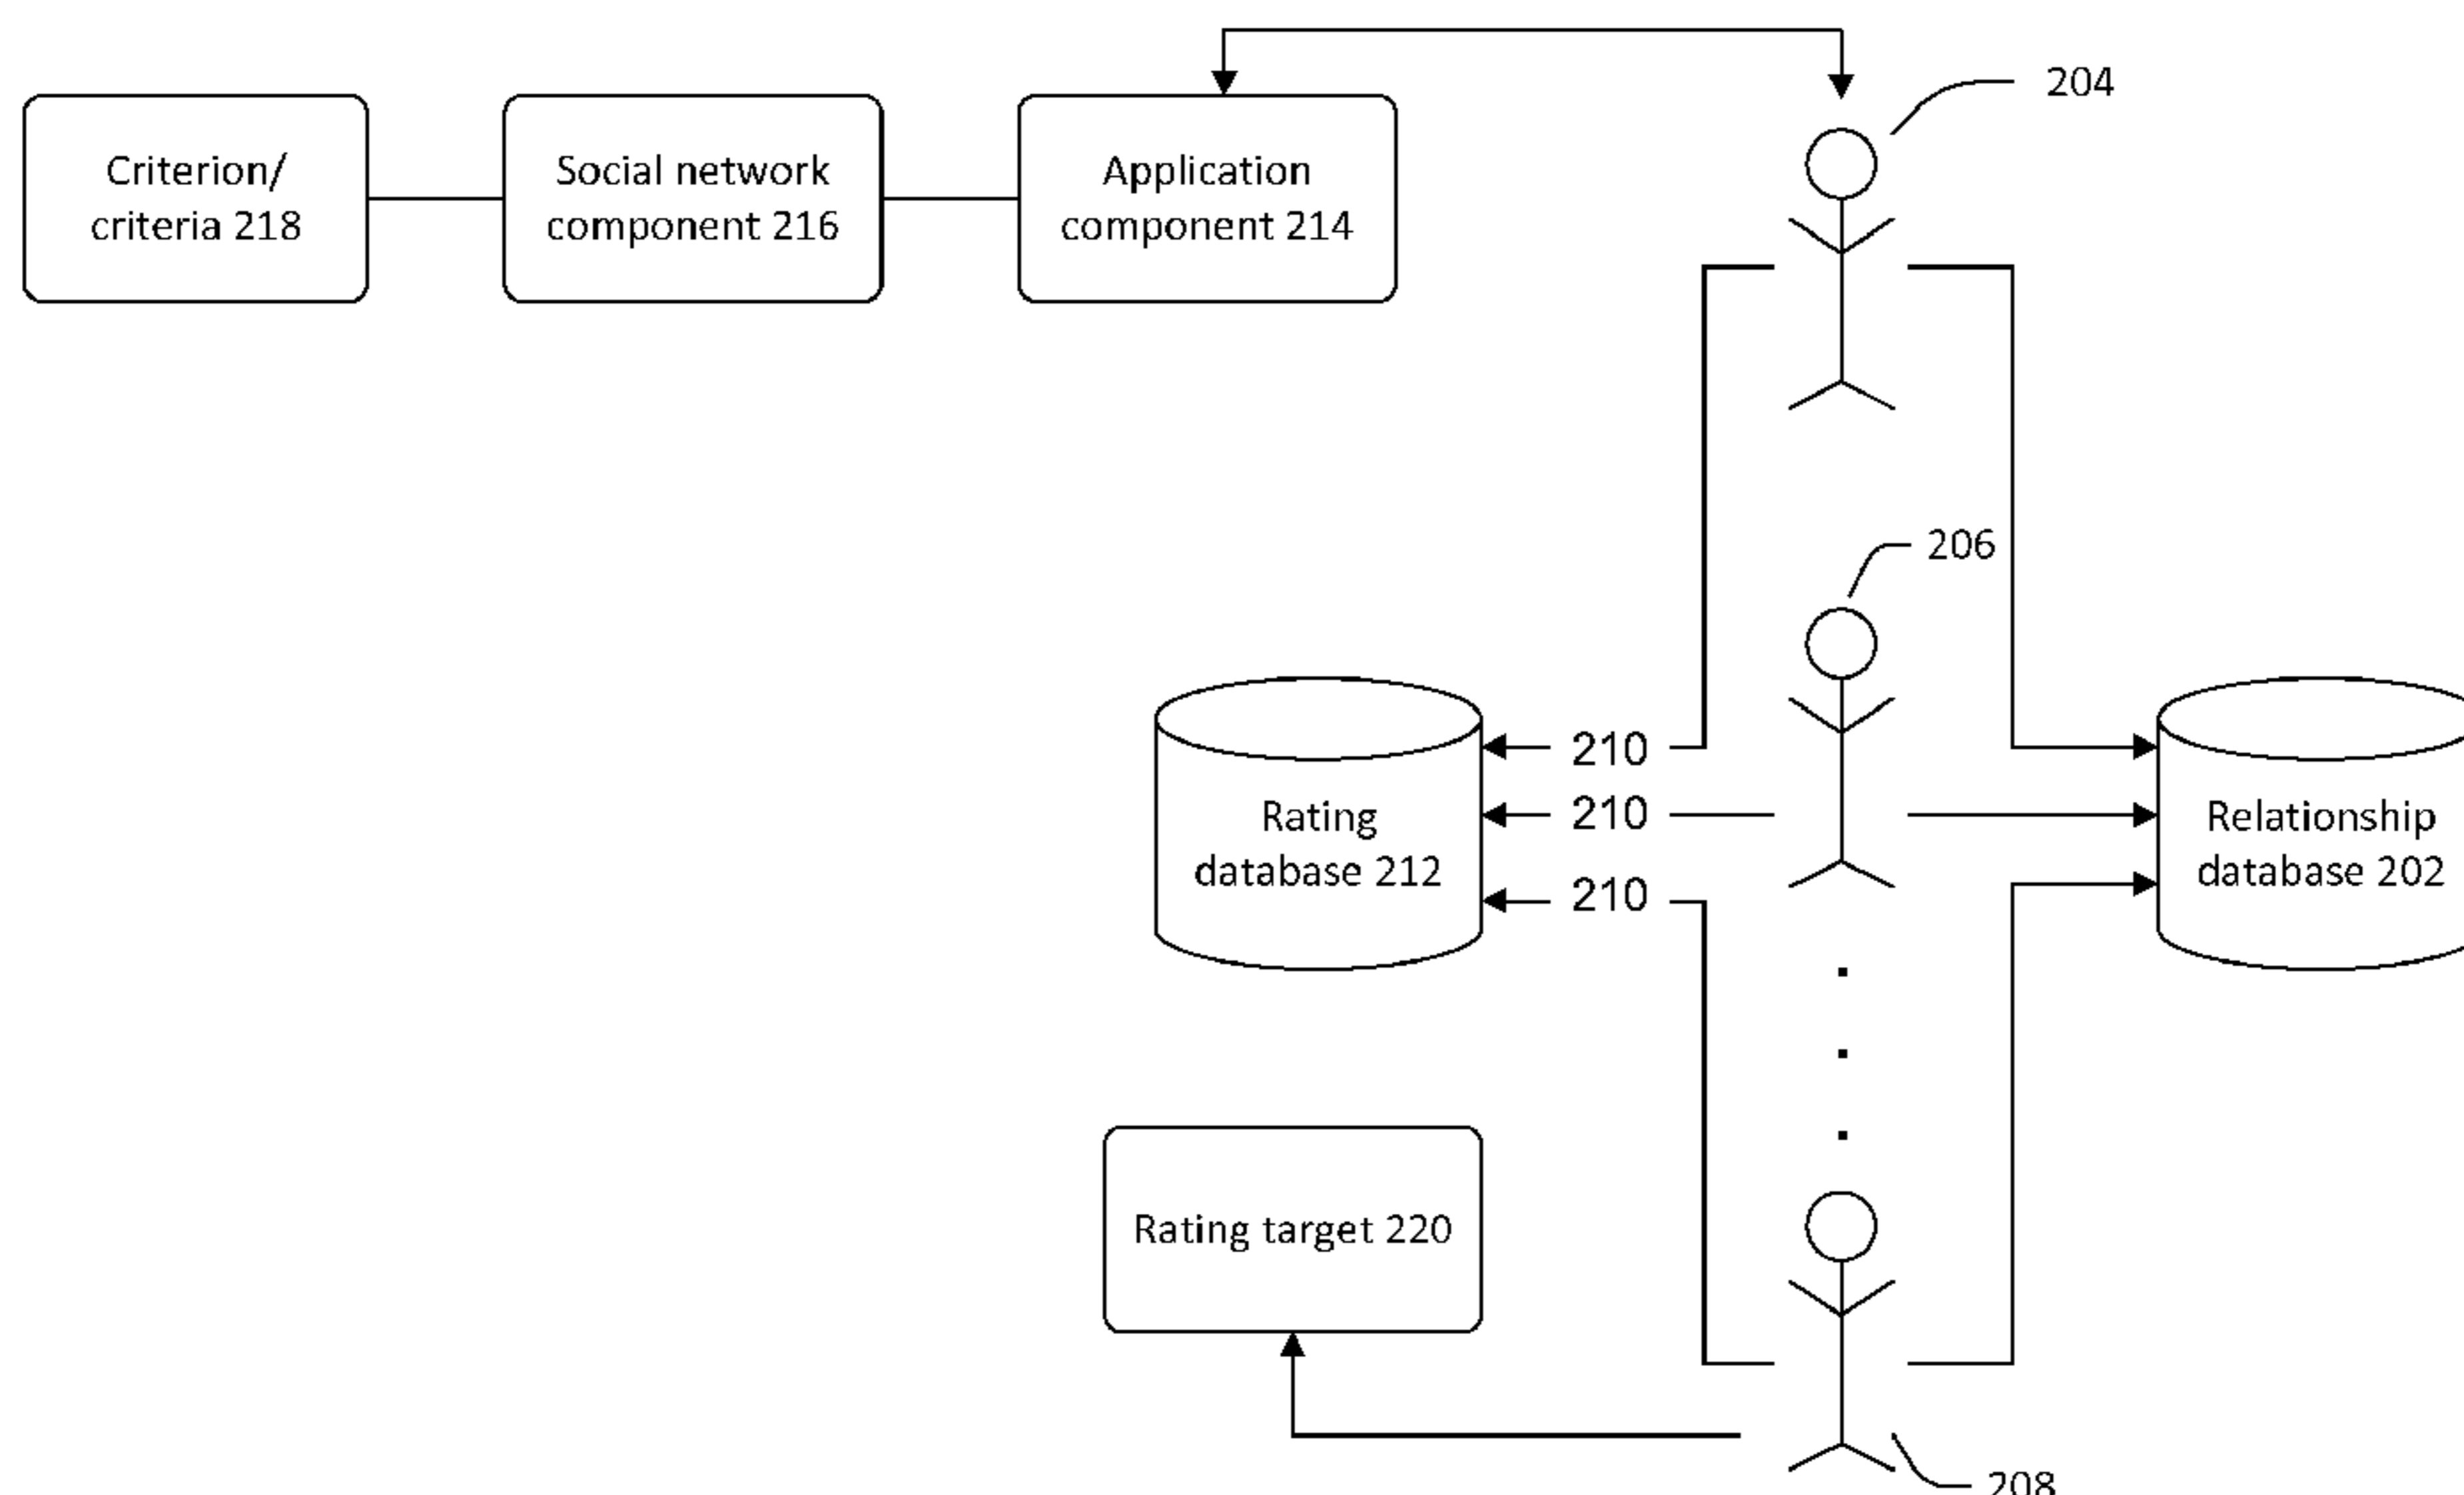 204
Criterion/
criteria 218
Social network
component 216
Application
component 214
206
210
210
210
Rating
database 212
Relationship
database 202
Rating target 220
208